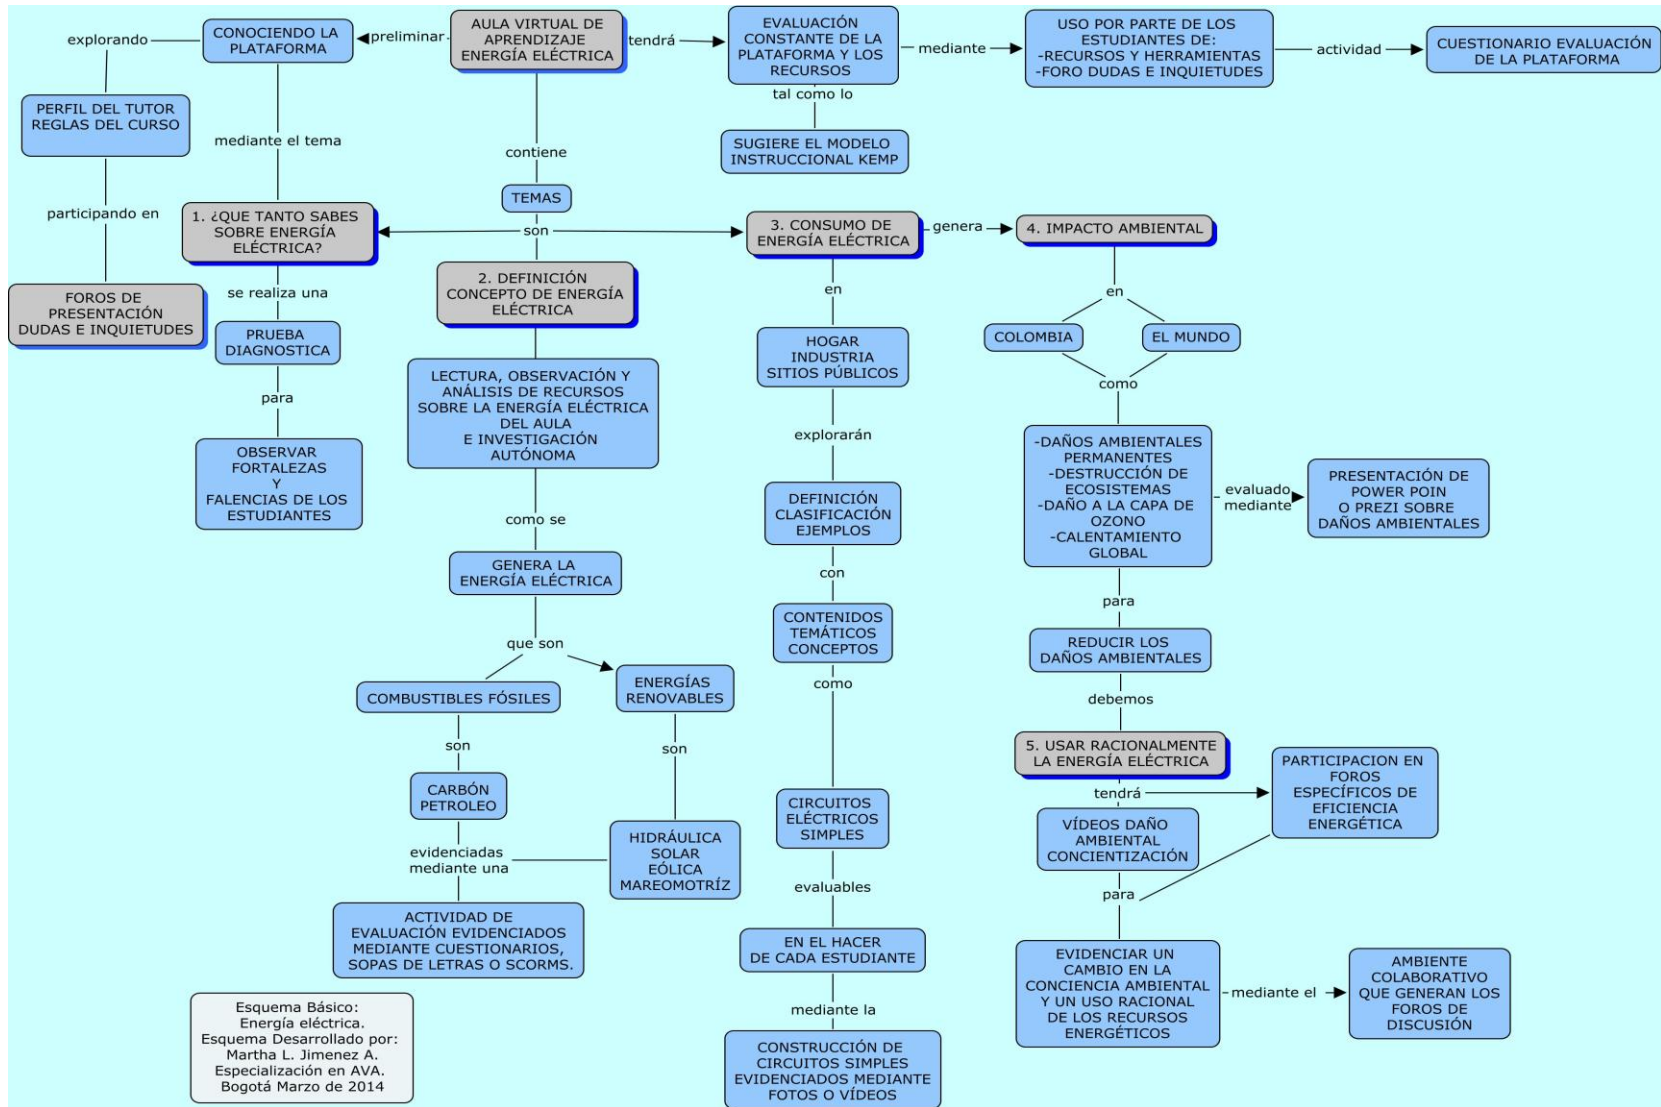 explorando
CONOCIENDO LA
PLATAFORMA
preliminar
AULA VIRTUAL DE
APRENDIZAJE
ENERGÍA ELÉCTRICA
tendrá
EVALUACIÓN
CONSTANTE DE LA
PLATAFORMA Y LOS
RECURSOS
mediante
USO POR PARTE DE LOS
ESTUDIANTES DE:
-RECURSOS Y HERRAMIENTAS
-FORO DUDAS E INQUIETUDES
actividad
CUESTIONARIO EVALUACIÓN
DE LA PLATAFORMA
tal como lo
SUGIERE EL MODELO
INSTRUCCIONAL KEMP
PERFIL DEL TUTOR
REGLAS DEL CURSO
participando en
FOROS DE
PRESENTACIÓN
DUDAS E INQUIETUDES
mediante el tema
contiene
TEMAS
son
1. ¿QUE TANTO SABES
SOBRE ENERGÍA
ELÉCTRICA?
se realiza una
PRUEBA
DIAGNOSTICA
para
OBSERVAR
FORTALEZAS
Y
FALENCIAS DE LOS
ESTUDIANTES
2. DEFINICIÓN
CONCEPTO DE ENERGÍA
ELÉCTRICA
LECTURA, OBSERVACIÓN Y
ANÁLISIS DE RECURSOS
SOBRE LA ENERGÍA ELÉCTRICA
DEL AULA
E INVESTIGACIÓN
AUTÓNOMA
como se
GENERA LA
ENERGÍA ELÉCTRICA
que son
COMBUSTIBLES FÓSILES
ENERGÍAS
RENOVABLES
son
son
CARBÓN
PETROLEO
HIDRÁULICA
SOLAR
EÓLICA
MAREOMOTRÍZ
evidenciadas
mediante una
ACTIVIDAD DE
EVALUACIÓN EVIDENCIADOS
MEDIANTE CUESTIONARIOS,
SOPAS DE LETRAS O SCORMS.
3. CONSUMO DE
ENERGÍA ELÉCTRICA
genera
en
HOGAR
INDUSTRIA
SITIOS PÚBLICOS
explorarán
DEFINICIÓN
CLASIFICACIÓN
EJEMPLOS
con
CONTENIDOS
TEMÁTICOS
CONCEPTOS
como
CIRCUITOS
ELÉCTRICOS
SIMPLES
evaluables
EN EL HACER
DE CADA ESTUDIANTE
mediante la
CONSTRUCCIÓN DE
CIRCUITOS SIMPLES
EVIDENCIADOS MEDIANTE
FOTOS O VÍDEOS
4. IMPACTO AMBIENTAL
en
COLOMBIA
EL MUNDO
como
-DAÑOS AMBIENTALES
PERMANENTES
-DESTRUCCIÓN DE
ECOSISTEMAS
-DAÑO A LA CAPA DE
OZONO
-CALENTAMIENTO
GLOBAL
evaluado
mediante
PRESENTACIÓN DE
POWER POIN
O PREZI SOBRE
DAÑOS AMBIENTALES
para
REDUCIR LOS
DAÑOS AMBIENTALES
debemos
5. USAR RACIONALMENTE
LA ENERGÍA ELÉCTRICA
tendrá
PARTICIPACION EN
FOROS
ESPECÍFICOS DE
EFICIENCIA
ENERGÉTICA
VÍDEOS DAÑO
AMBIENTAL
CONCIENTIZACIÓN
para
EVIDENCIAR UN
CAMBIO EN LA
CONCIENCIA AMBIENTAL
Y UN USO RACIONAL
DE LOS RECURSOS
ENERGÉTICOS
mediante el
AMBIENTE
COLABORATIVO
QUE GENERAN LOS
FOROS DE
DISCUSIÓN
Esquema Básico:
Energía eléctrica.
Esquema Desarrollado por:
Martha L. Jimenez A.
Especialización en AVA.
Bogotá Marzo de 2014